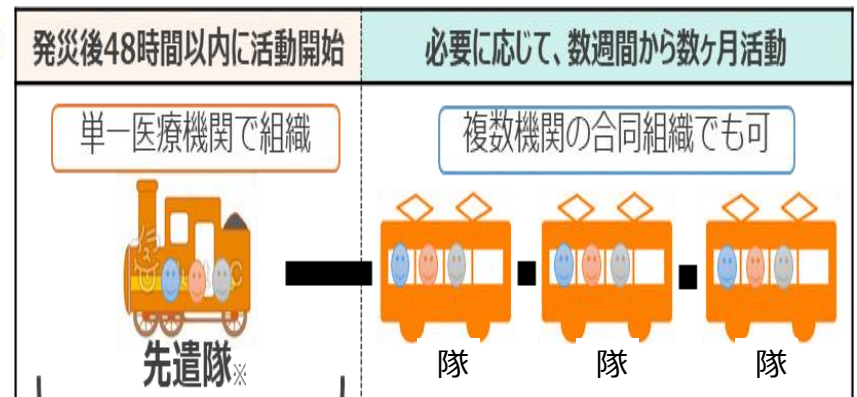 発災後48時間以内に活動開始
必要に応じて、数週間から数ヶ月活動
単一医療機関で組織
複数機関の合同組織でも可
先遣隊※
隊
隊
隊